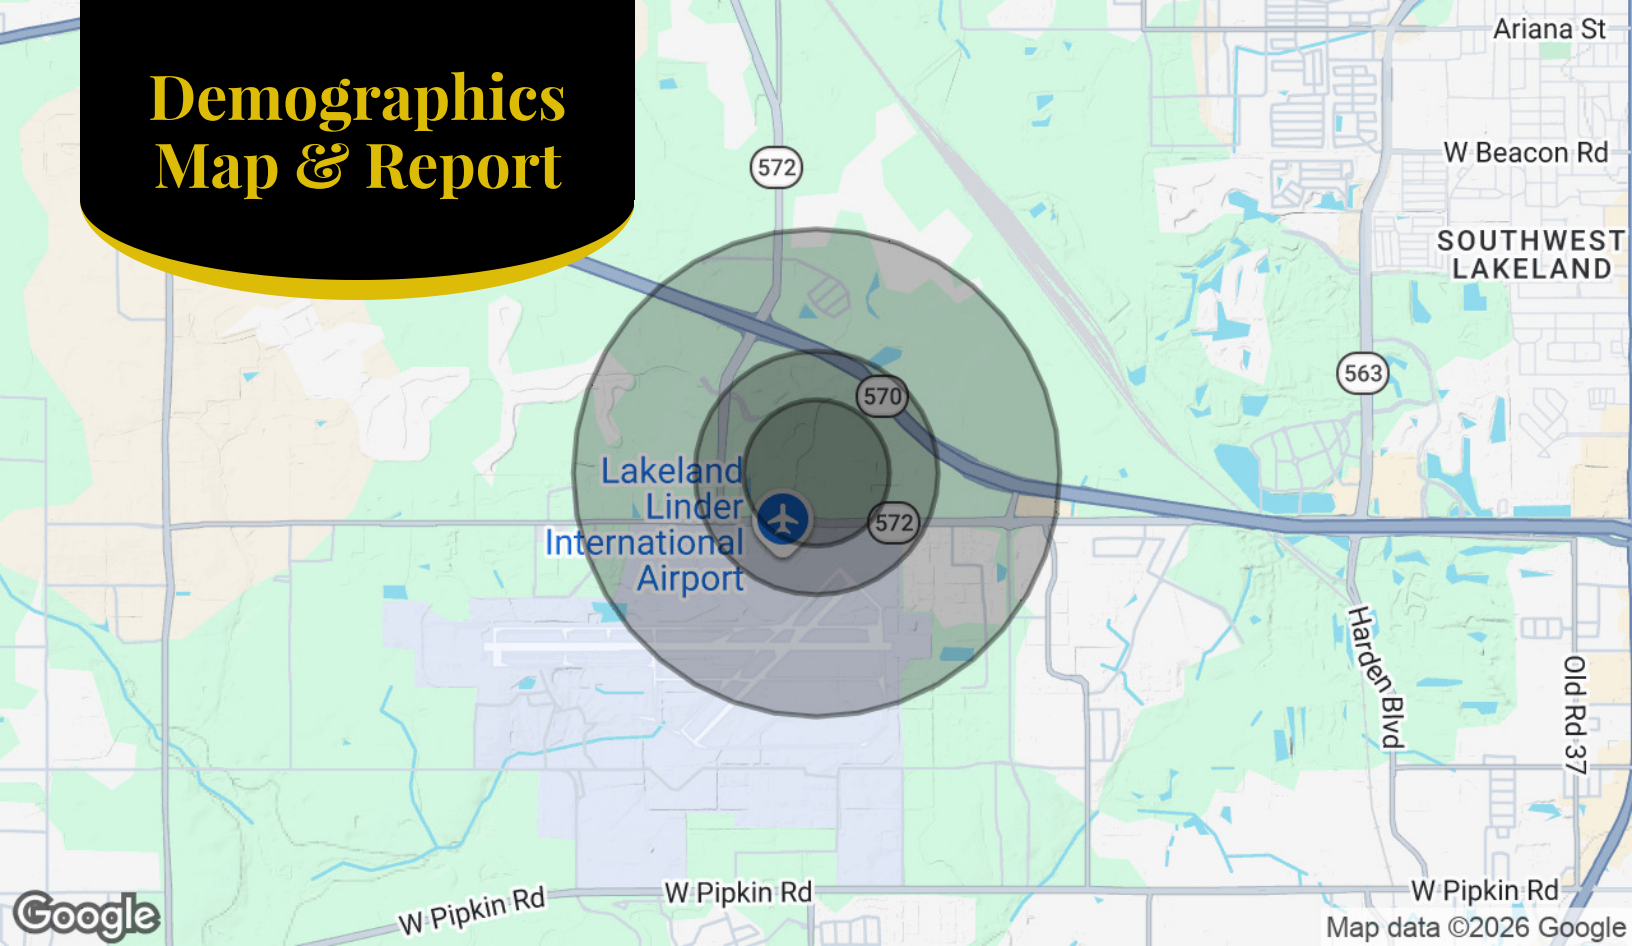 Demographics
Map & Report
Ariana St
W Beacon Rd
572
SOUTHWEST
LAKELAND
563
570
Lakeland
Linder
International
Airport
572
Harden Blvd
Old Rd 37
W Pipkin Rd
W Pipkin Rd
W Pipkin Rd
Google
Map data ©2026 Google